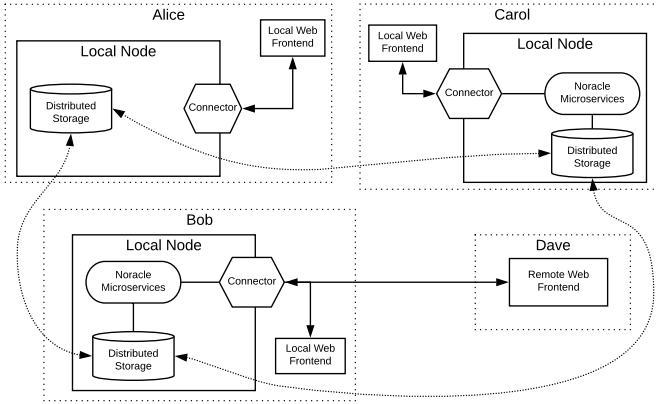 Alice
Local Web
Frontend
Local Node
Distributed
Storage
Connector
Carol
Local Web
Frontend
Local Node
Connector
Noracle
Microservices
Distributed
Storage
Bob
Local Node
Noracle
Microservices
Connector
Distributed
Storage
Local Web
Frontend
Dave
Remote Web
Frontend